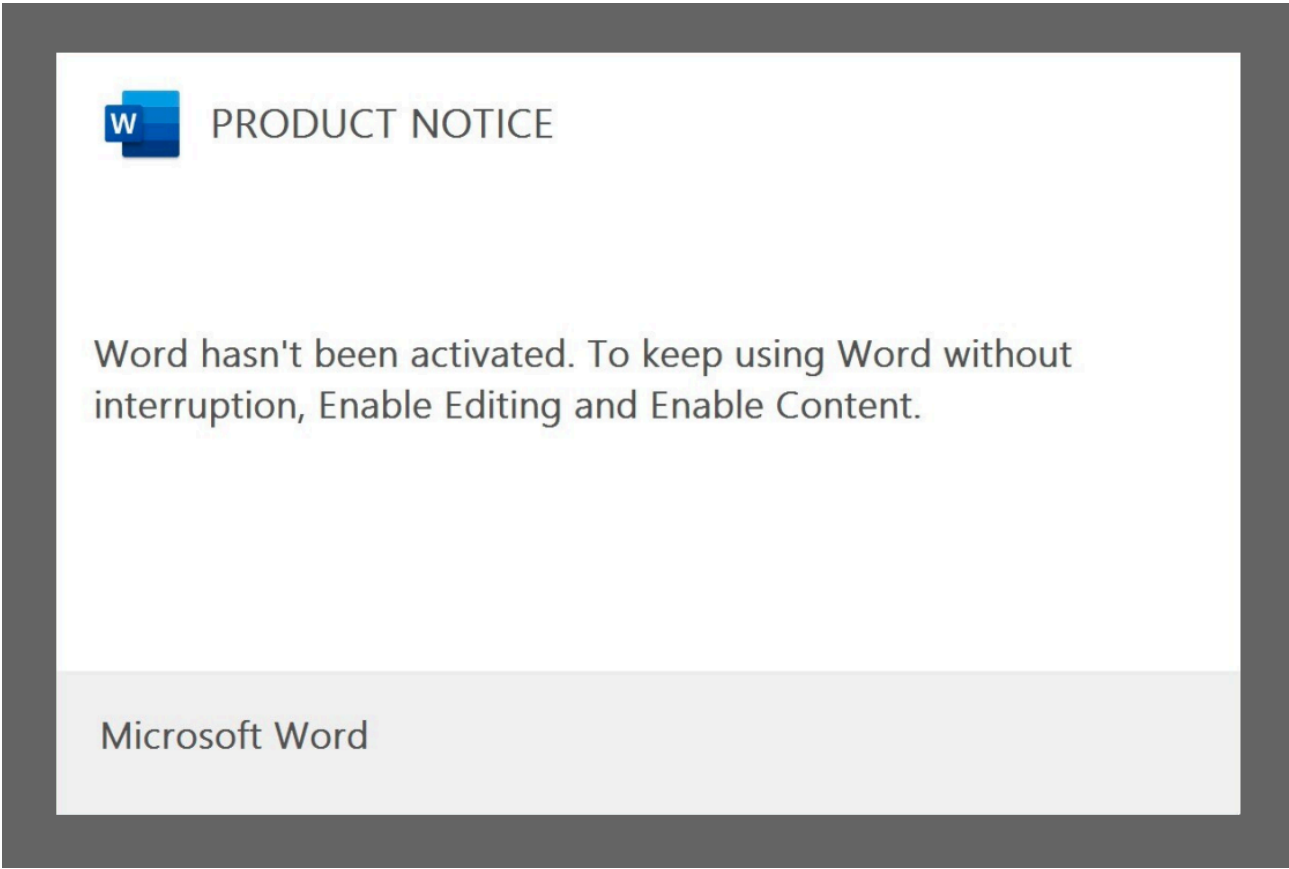 W
PRODUCT NOTICE
Word hasn't been activated. To keep using Word without
interruption, Enable Editing and Enable Content.
Microsoft Word